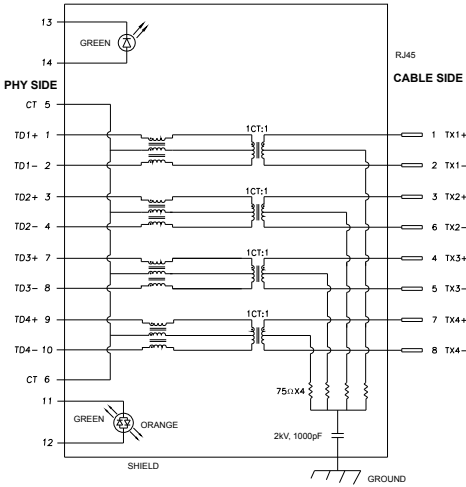 13
GREEN
14
RJ45
PHY SIDE
CABLE SIDE
CT 5
TD1+ 1
1CT:1
1 TX1+
TD1- 2
2 TX1-
TD2+ 3
1CT:1
3 TX2+
TD2- 4
6 TX2-
TD3+ 7
1CT:1
4 TX3+
TD3- 8
5 TX3-
TD4+ 9
1CT:1
7 TX4+
TD4- 10
8 TX4-
CT 6
75ΩX4
11
GREEN
ORANGE
12
2kV, 1000pF
SHIELD
GROUND